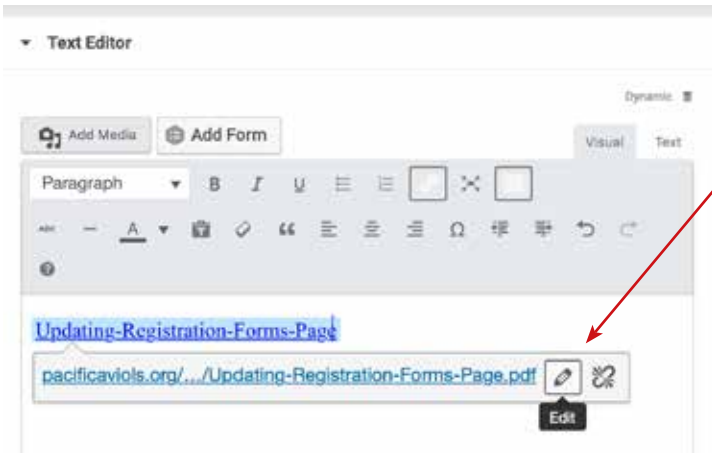 Text Editor
Dynamic
Add Media Add Form
Visual Text
Paragraph B I U
ABC A Ω
Updating-Registration-Forms-Page
pacificaviols.org/.../Updating-Registration-Forms-Page.pdf
Edit